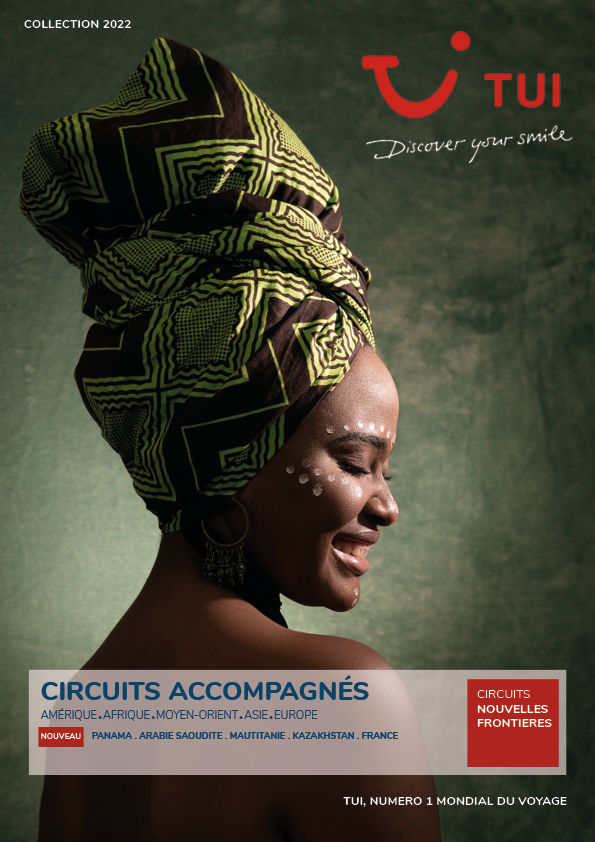 COLLECTION 2022
TUI
Discover your smile
CIRCUITS ACCOMPAGNÉS
AMÉRIQUE.AFRIQUE.MOYEN-ORIENT.ASIE.EUROPE
NOUVEAU PANAMA . ARABIE SAOUDITE . MAUTITANIE . KAZAKHSTAN . FRANCE
CIRCUITS
NOUVELLES
FRONTIERES
TUI, NUMERO 1 MONDIAL DU VOYAGE